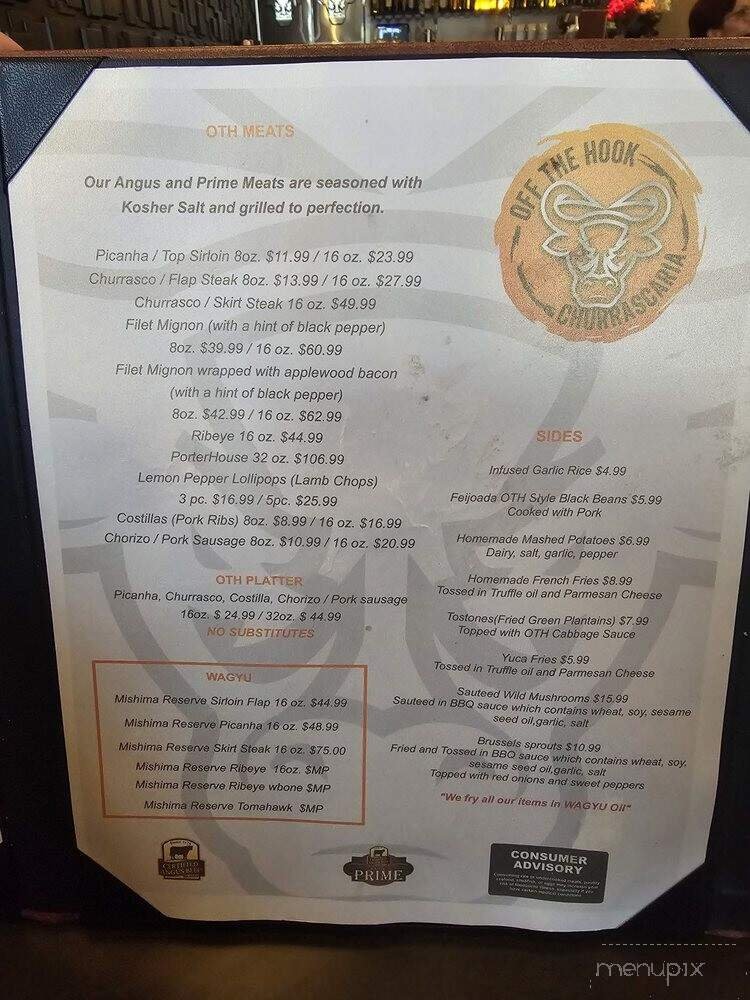 OTH MEATS
Our Angus and Prime Meats are seasoned with
Kosher Salt and grilled to perfection.
Picanha / Top Sirloin 8oz. $11.99 / 16 oz. $23.99
Churrasco / Flap Steak 8oz. $13.99 / 16 oz. $27.99
Churrasco / Skirt Steak 16 oz. $49.99
Filet Mignon (with a hint of black pepper)
8oz. $39.99 / 16 oz. $60.99
Filet Mignon wrapped with applewood bacon
(with a hint of black pepper)
8oz. $42.99 / 16 oz. $62.99
Ribeye 16 oz. $44.99
PorterHouse 32 oz. $106.99
Lemon Pepper Lollipops (Lamb Chops)
3 pc. $16.99 / 5pc. $25.99
Costillas (Pork Ribs) 8oz. $8.99 / 16 oz. $16.99
Chorizo / Pork Sausage 8oz. $10.99 / 16 oz. $20.99
OTH PLATTER
Picanha, Churrasco, Costilla, Chorizo / Pork sausage
16oz. $ 24.99 / 32oz. $ 44.99
NO SUBSTITUTES
WAGYU
Mishima Reserve Sirloin Flap 16 oz. $44.99
Mishima Reserve Picanha 16 oz. $48.99
Mishima Reserve Skirt Steak 16 oz. $75.00
Mishima Reserve Ribeye 16oz. $MP
Mishima Reserve Ribeye wbone $MP
Mishima Reserve Tomahawk $MP
OFF THE HOOK
CHURRASCARIA
SIDES
Infused Garlic Rice $4.99
Feijoada OTH Style Black Beans $5.99
Cooked with Pork
Homemade Mashed Potatoes $6.99
Dairy, salt, garlic, pepper
Homemade French Fries $8.99
Tossed in Truffle oil and Parmesan Cheese
Tostones(Fried Green Plantains) $7.99
Topped with OTH Cabbage Sauce
Yuca Fries $5.99
Tossed in Truffle oil and Parmesan Cheese
Sauteed Wild Mushrooms $15.99
Sauteed in BBQ sauce which contains wheat, soy, sesame
seed oil,garlic, salt
Brussels sprouts $10.99
Fried and Tossed in BBQ sauce which contains wheat, soy,
sesame seed oil,garlic, salt
Topped with red onions and sweet peppers
"We fry all our items in WAGYU Oil"
CERTIFIED
ANGUS BEEF
PRIME
CONSUMER
ADVISORY
menupix